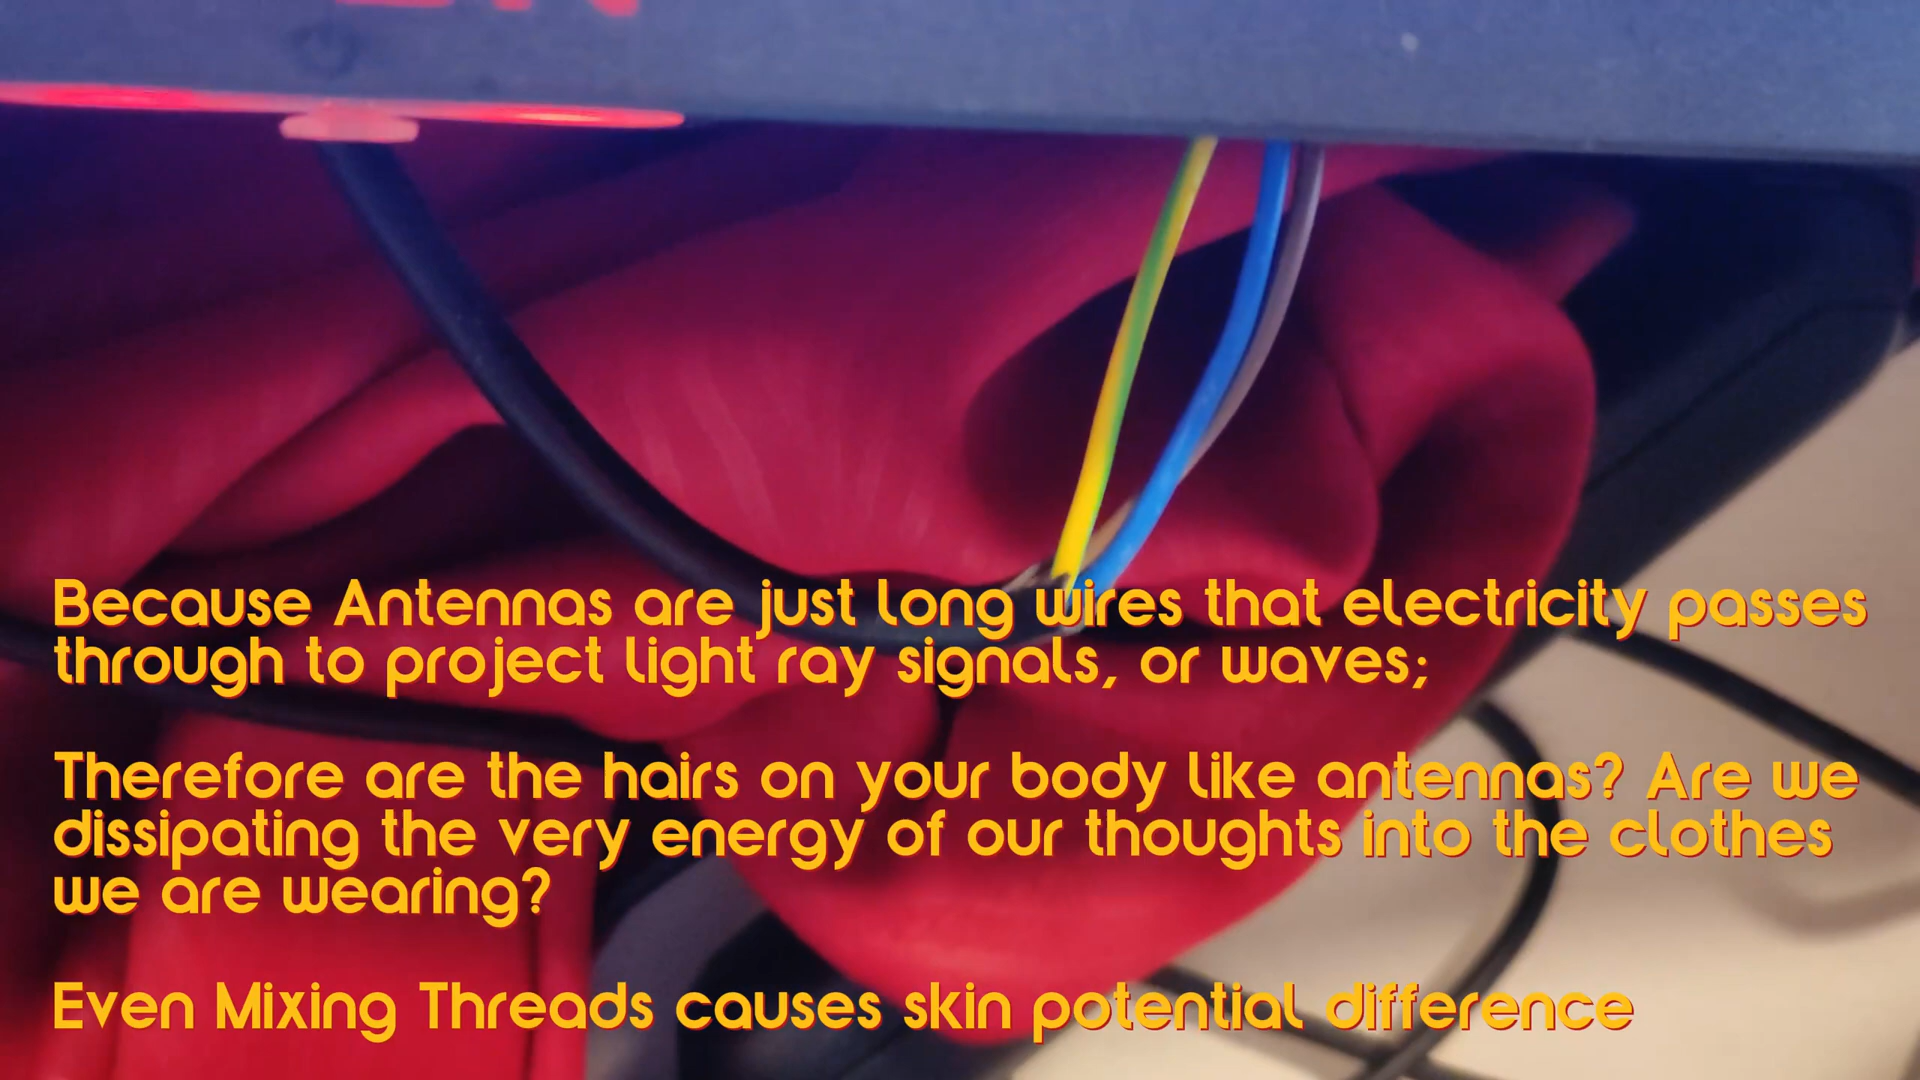 Because Antennas are just long wires that electricity passes
through to project light ray signals, or waves;
Therefore are the hairs on your body like antennas? Are we
dissipating the very energy of our thoughts into the clothes
we are wearing?
Even Mixing Threads causes skin potential difference